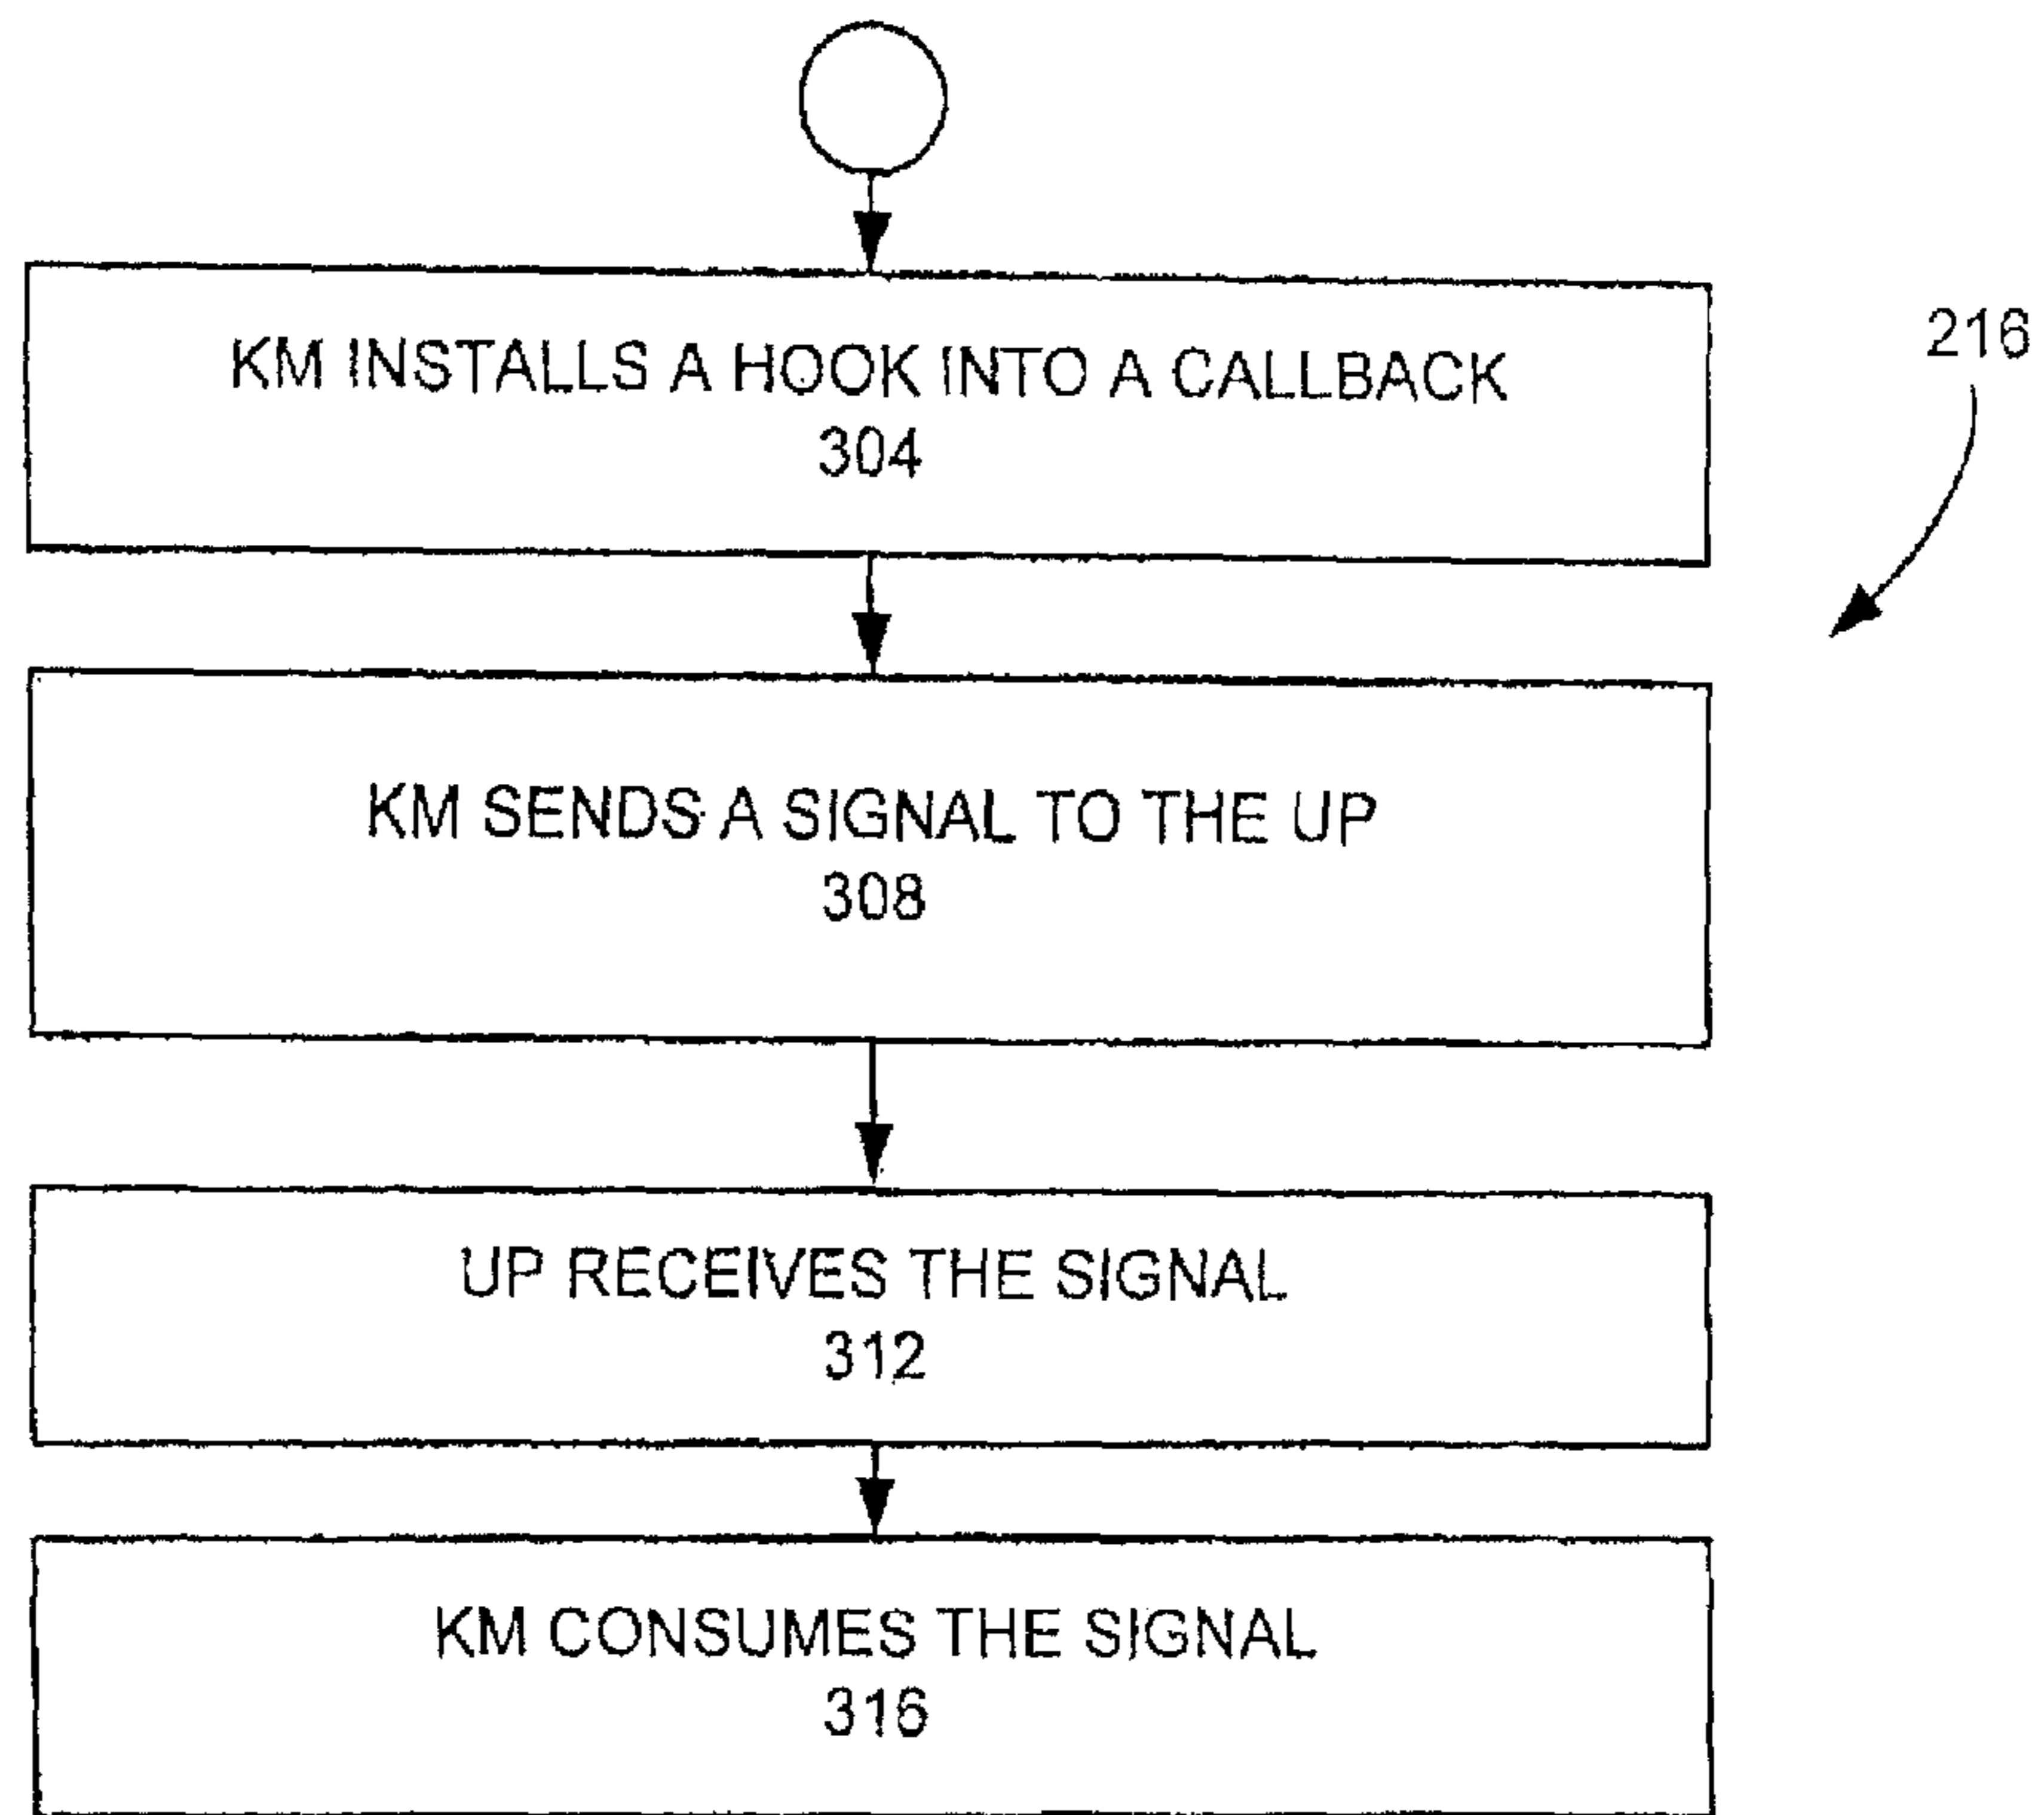 KM INSTALLS A HOOK INTO A CALLBACK
304
216
KM SENDS A SIGNAL TO THE UP
308
UP RECEIVES THE SIGNAL
312
KM CONSUMES THE SIGNAL
316